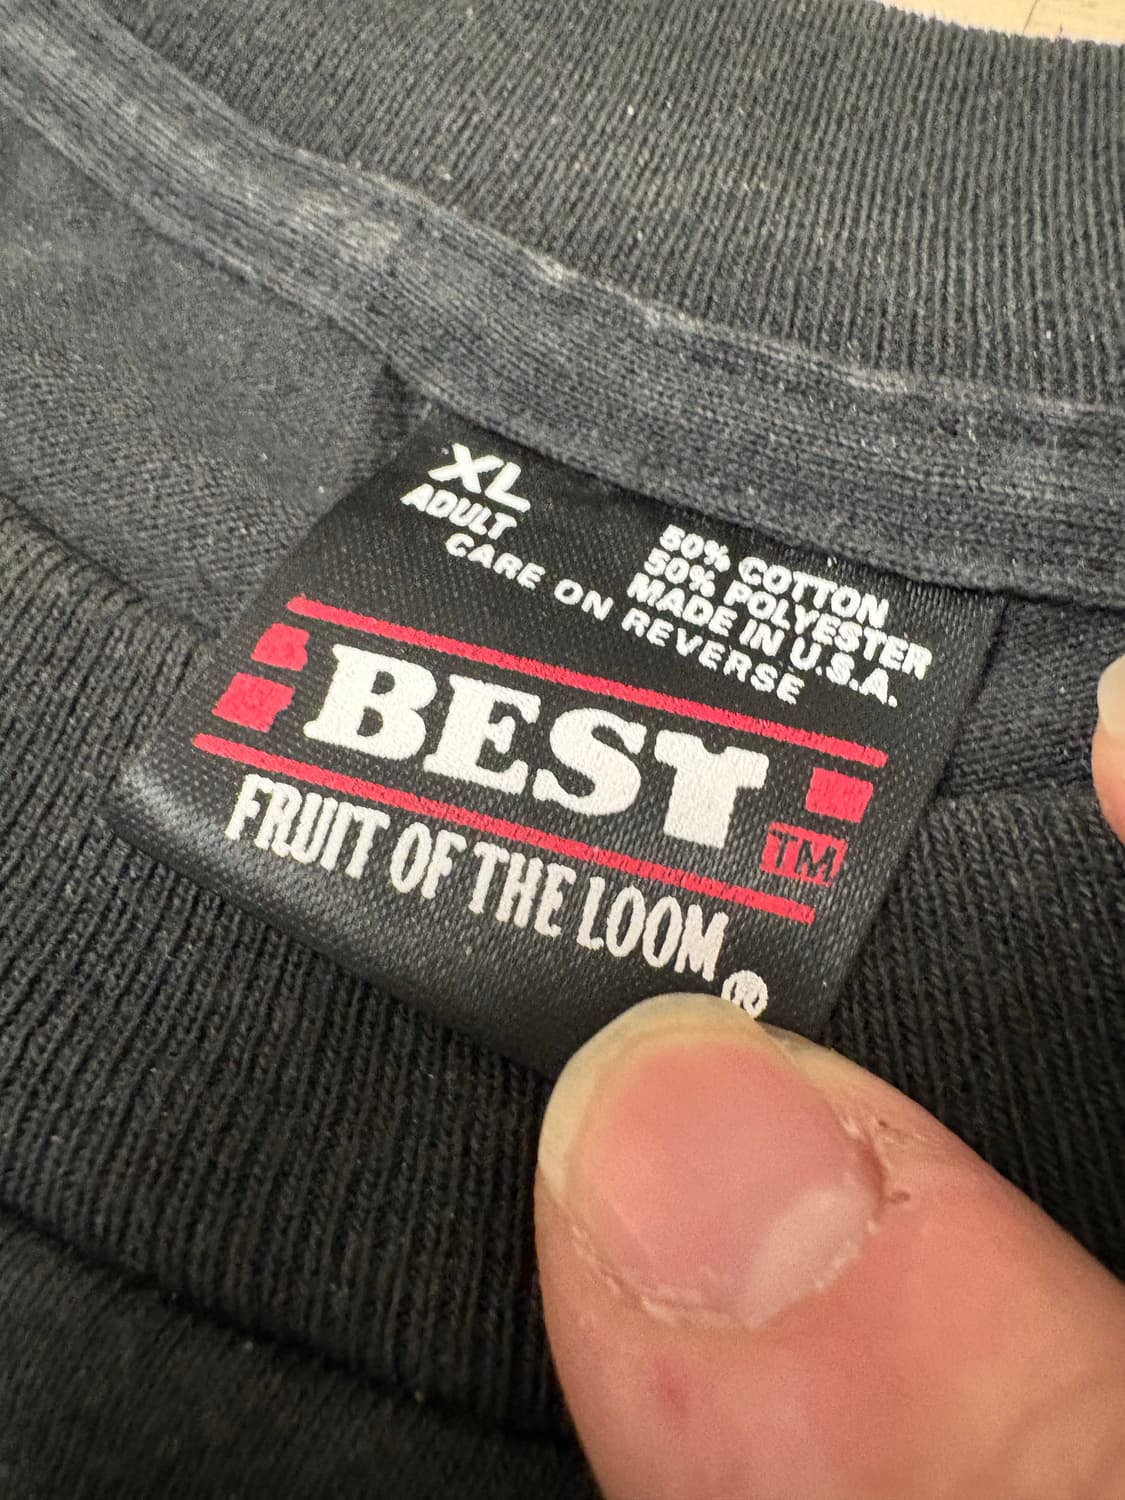 XL
ADULT
50% COTTON
50% POLYESTER
MADE IN U.S.A.
CARE ON REVERSE
BEST
TM
FRUIT OF THE LOOM
®